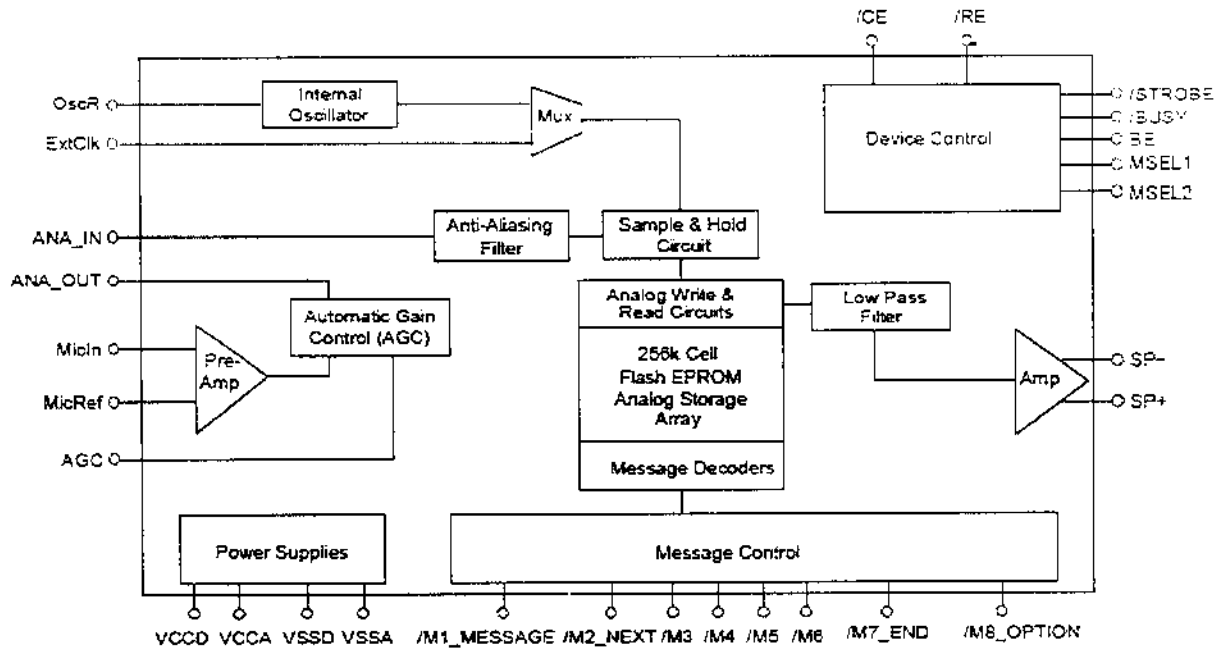 /CE /RE
OscR
Internal
Oscillator
Mux
ExtClk
Device Control
/STROBE
/BUSY
BE
MSEL1
MSEL2
ANA_IN
Anti-Aliasing
Filter
Sample & Hold
Circuit
ANA_OUT
Automatic Gain
Control (AGC)
Analog Write &
Read Circuits
Low Pass
Filter
MicIn
Pre-
Amp
MicRef
256k Cell
Flash EPROM
Analog Storage
Array
Amp
SP-
SP+
AGC
Message Decoders
Power Supplies
Message Control
VCCD VCCA VSSD VSSA /M1_MESSAGE /M2_NEXT /M3 /M4 /M5 /M6 /M7_END /M8_OPTION